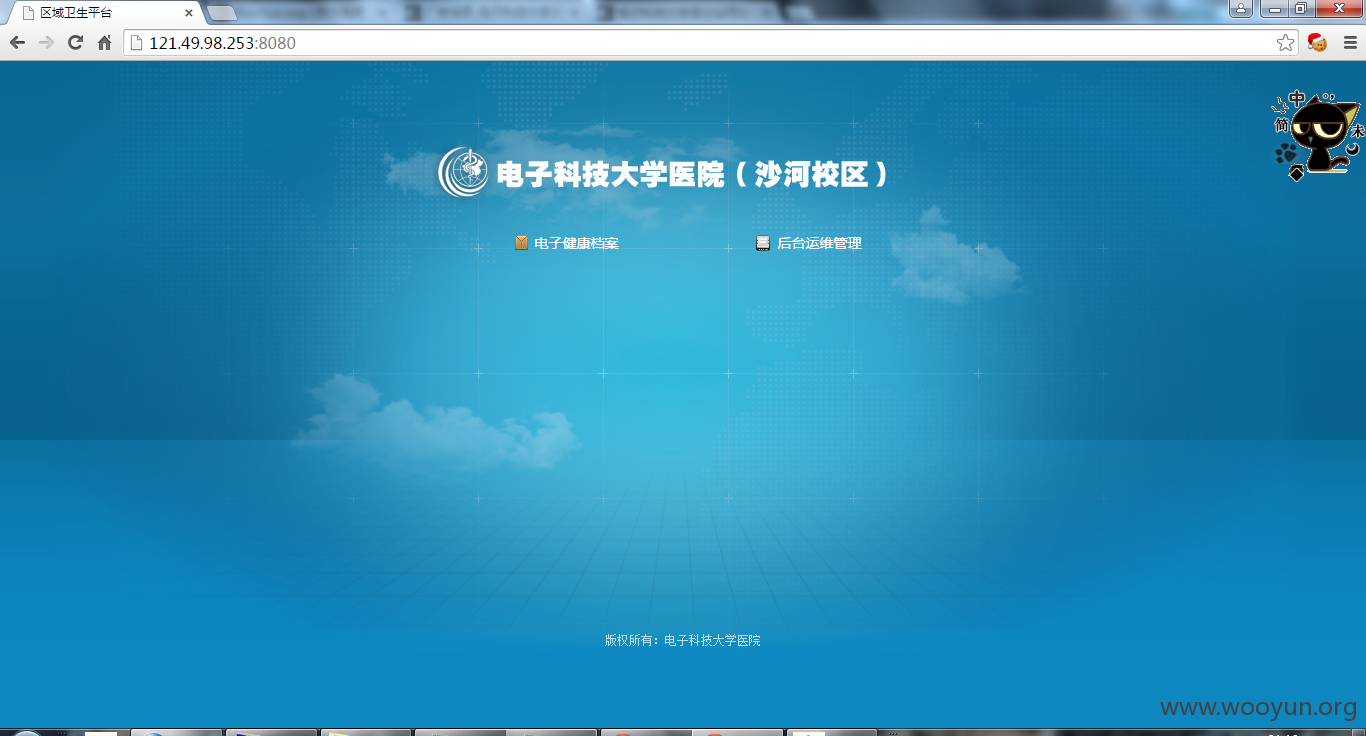 区域卫生平台
121.49.98.253:8080
中
简
电子科技大学医院（沙河校区）
电子健康档案
后台运维管理
版权所有：电子科技大学医院
www.wooyun.org